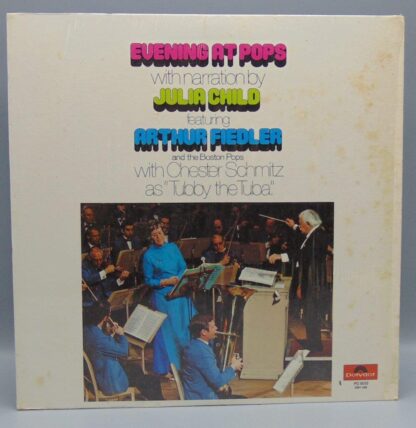 EVENING AT POPS
with narration by
JULIA CHILD
featuring
ARTHUR FIEDLER
and the Boston Pops
with Chester Schmitz
as "Tubby the Tuba."
polydor